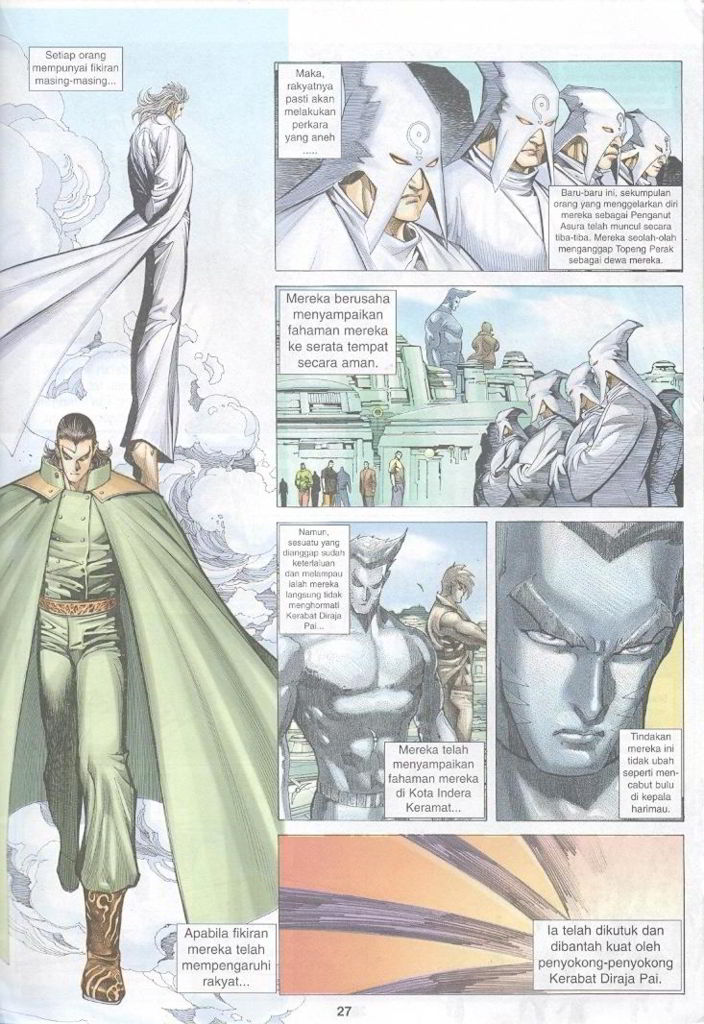 Setiap orang
mempunyai fikiran
masing-masing...
Apabila fikiran
mereka telah
mempengaruhi
rakyat...
Maka,
rakyatnya
pasti akan
melakukan
perkara
yang aneh
.....
Baru-baru ini, sekumpulan
orang yang menggelarkan diri
mereka sebagai Penganut
Asura telah muncul secara
tiba-tiba. Mereka seolah-olah
menganggap Topeng Perak
sebagai dewa mereka.
Mereka berusaha
menyampaikan
fahaman mereka
ke serata tempat
secara aman.
Namun,
sesuatu yang
dianggap sudah
keterlaluan
dan melampau
ialah mereka
langsung tidak
menghormati
Kerabat Diraja
Pai...
Mereka telah
menyampaikan
fahaman mereka
di Kota Indera
Keramat...
Tindakan
mereka ini
tidak ubah
seperti men-
cabut bulu
di kepala
harimau.
Ia telah dikutuk dan
dibantah kuat oleh
penyokong-penyokong
Kerabat Diraja Pai.
27